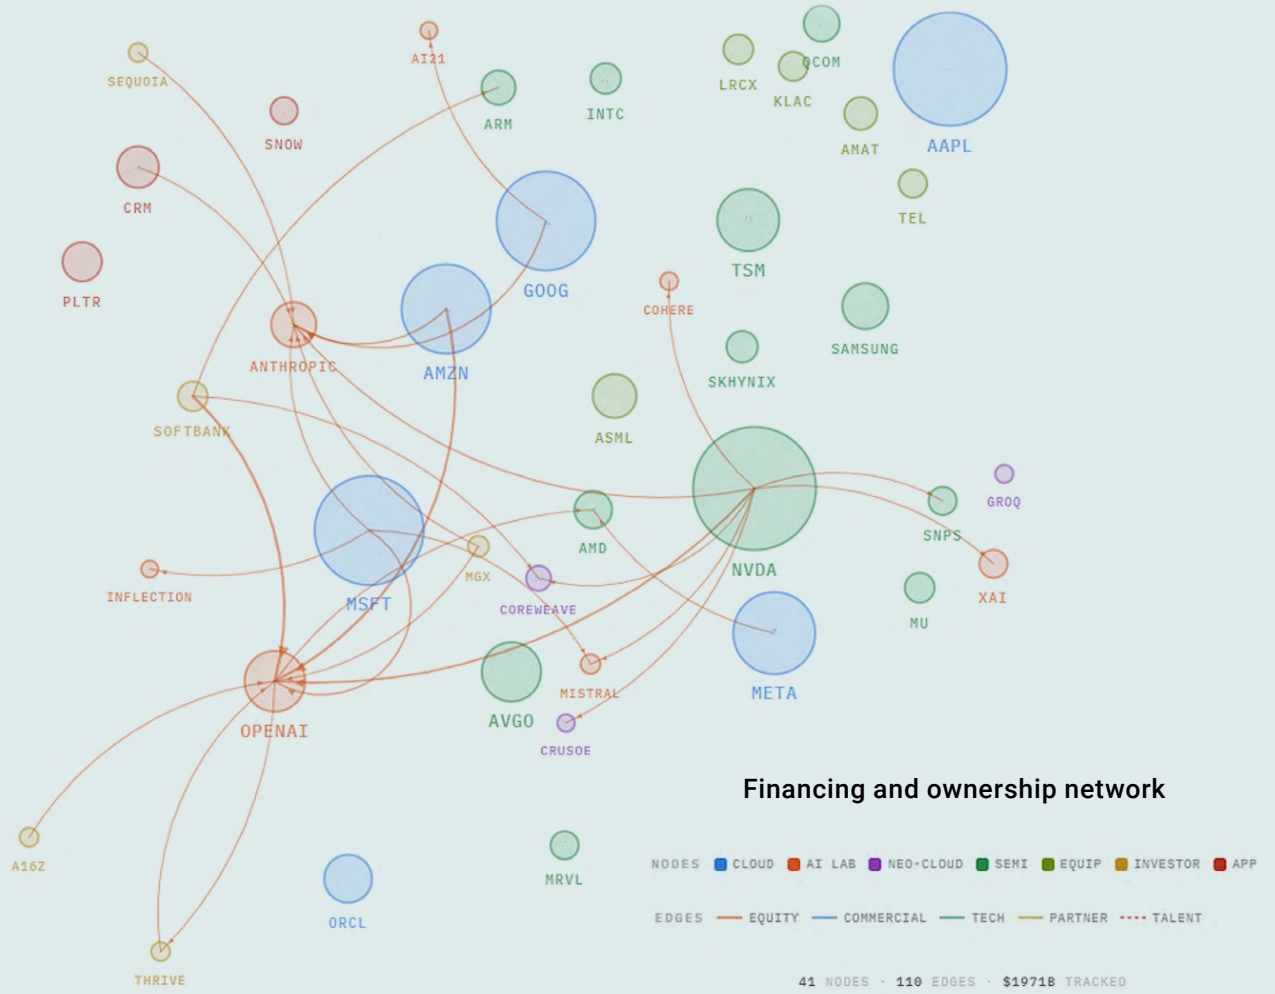 QCOM
AI21
SEQUOIA
LRCX
KLAC
INTC
ARM
SNOW
AMAT
AAPL
CRM
TEL
TSM
GOOG
PLTR
COHERE
SAMSUNG
ANTHROPIC
AMZN
SKHYNIX
SOFTBANK
ASML
GROQ
SNPS
AMD
NVDA
MGX
INFLECTION
MSFT
COREWEAVE
XAI
MU
MISTRAL
META
AVGO
OPENAI
CRUSOE
Financing and ownership network
A16Z
MRVL
ORCL
THRIVE
NODES CLOUD AI LAB NEO-CLOUD SEMI EQUIP INVESTOR APP
EDGES EQUITY COMMERCIAL TECH PARTNER TALENT
41 NODES · 110 EDGES · $1971B TRACKED